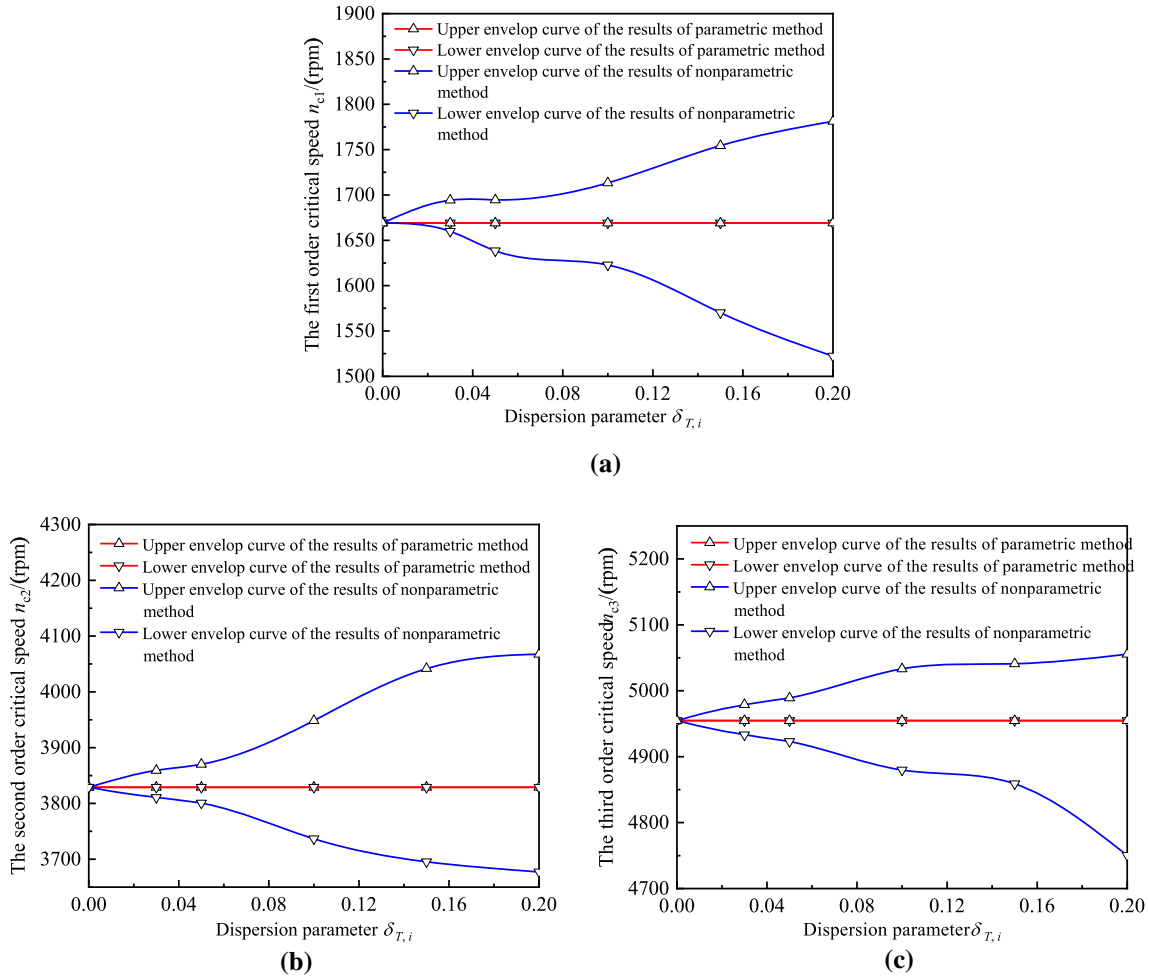 1900
1850
1800
1750
1700
1650
1600
1550
1500
The first order critical speed nc1/(rpm)
Upper envelop curve of the results of parametric method
Lower envelop curve of the results of parametric method
Upper envelop curve of the results of nonparametric
method
Lower envelop curve of the results of nonparametric
method
0.00 0.04 0.08 0.12 0.16 0.20
Dispersion parameter δT, i
(a)
4300
4200
4100
4000
3900
3800
3700
The second order critical speed nc2/(rpm)
Upper envelop curve of the results of parametric method
Lower envelop curve of the results of parametric method
Upper envelop curve of the results of nonparametric
method
Lower envelop curve of the results of nonparametric
method
0.00 0.04 0.08 0.12 0.16 0.20
Dispersion parameter δT, i
(b)
5200
5100
5000
4900
4800
4700
The third order critical speednc3/(rpm)
Upper envelop curve of the results of parametric method
Lower envelop curve of the results of parametric method
Upper envelop curve of the results of nonparametric
method
Lower envelop curve of the results of nonparametric
method
0.00 0.04 0.08 0.12 0.16 0.20
Dispersion parameterδT, i
(c)